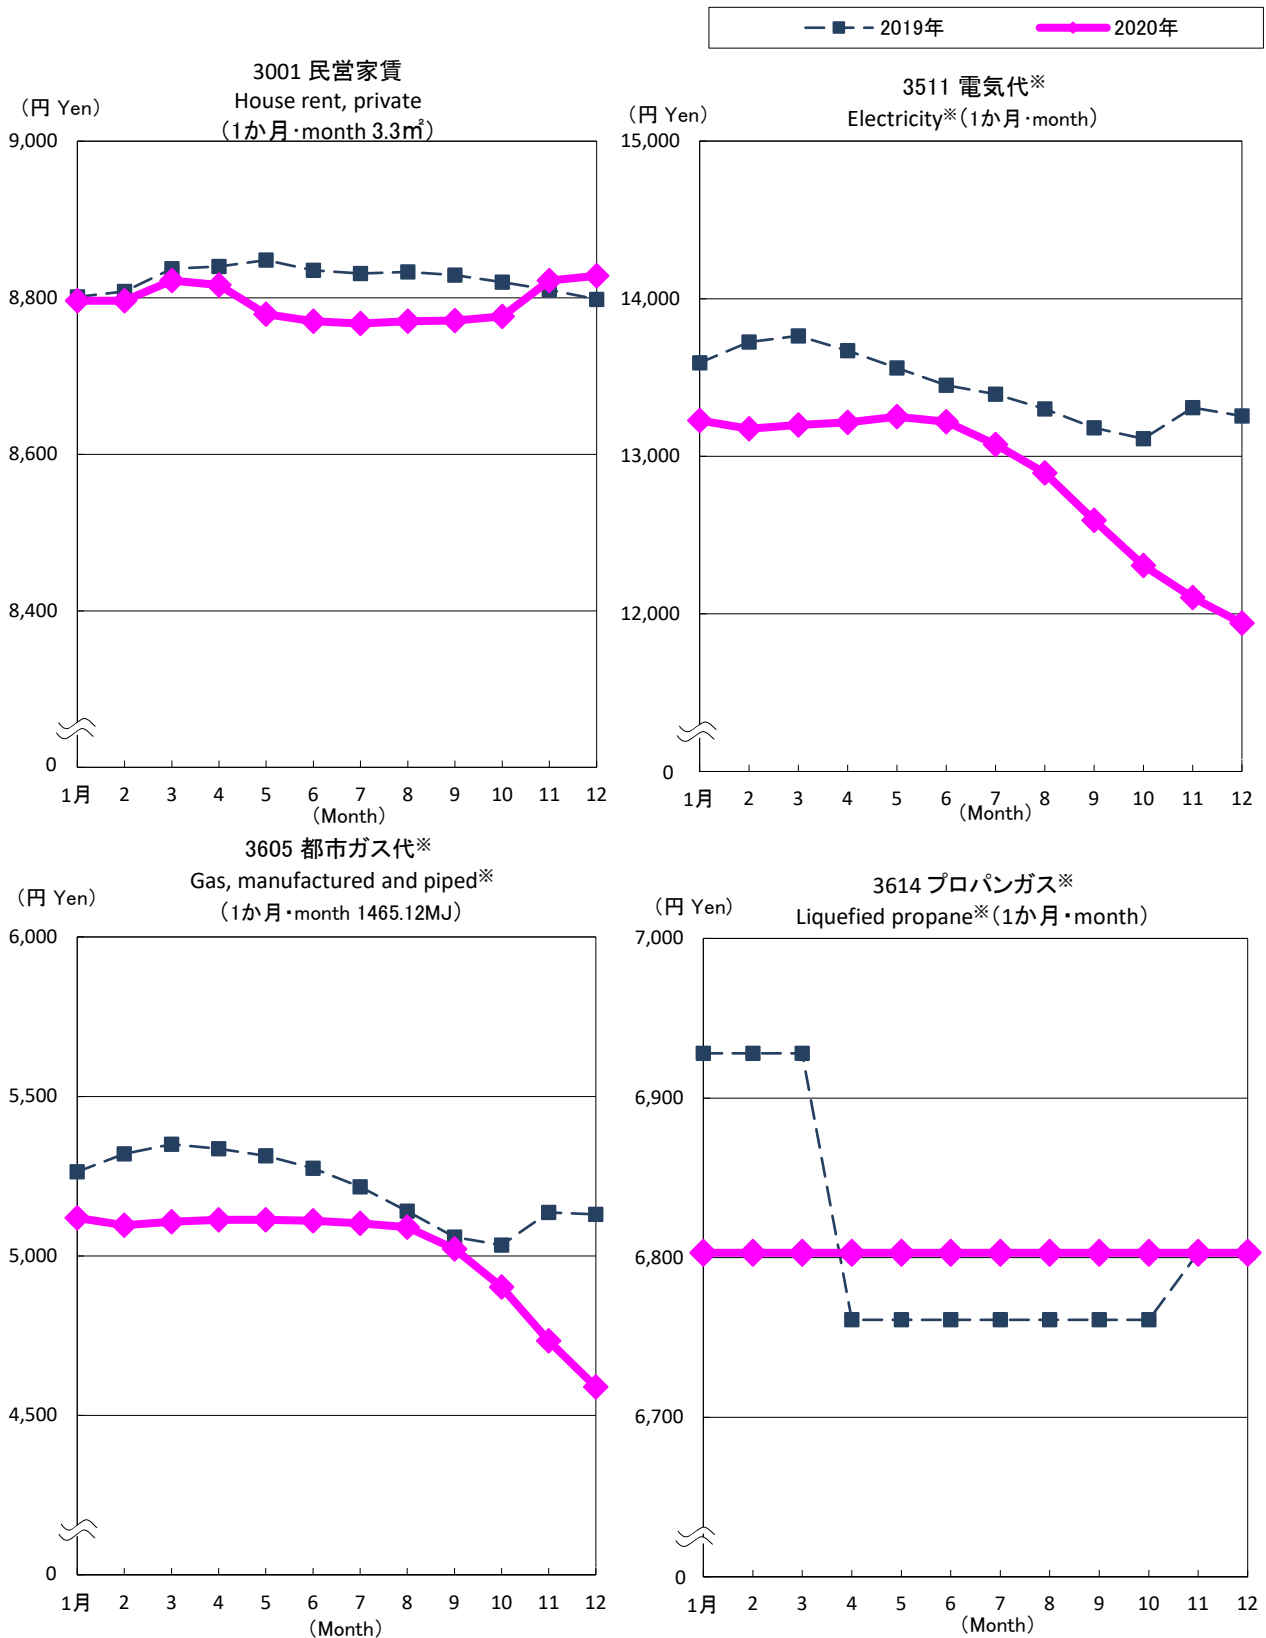 2019年 2020年
3001 民営家賃
House rent, private
（1か月・month 3.3㎡）
（円 Yen）
9,000
8,800
8,600
8,400
0
1月 2 3 4 5 6 7 8 9 10 11 12
（Month）
3511 電気代※
Electricity※（1か月・month）
（円 Yen）
15,000
14,000
13,000
12,000
0
1月 2 3 4 5 6 7 8 9 10 11 12
（Month）
3605 都市ガス代※
Gas, manufactured and piped※
（1か月・month 1465.12MJ）
（円 Yen）
6,000
5,500
5,000
4,500
0
1月 2 3 4 5 6 7 8 9 10 11 12
（Month）
3614 プロパンガス※
Liquefied propane※（1か月・month）
（円 Yen）
7,000
6,900
6,800
6,700
0
1月 2 3 4 5 6 7 8 9 10 11 12
（Month）